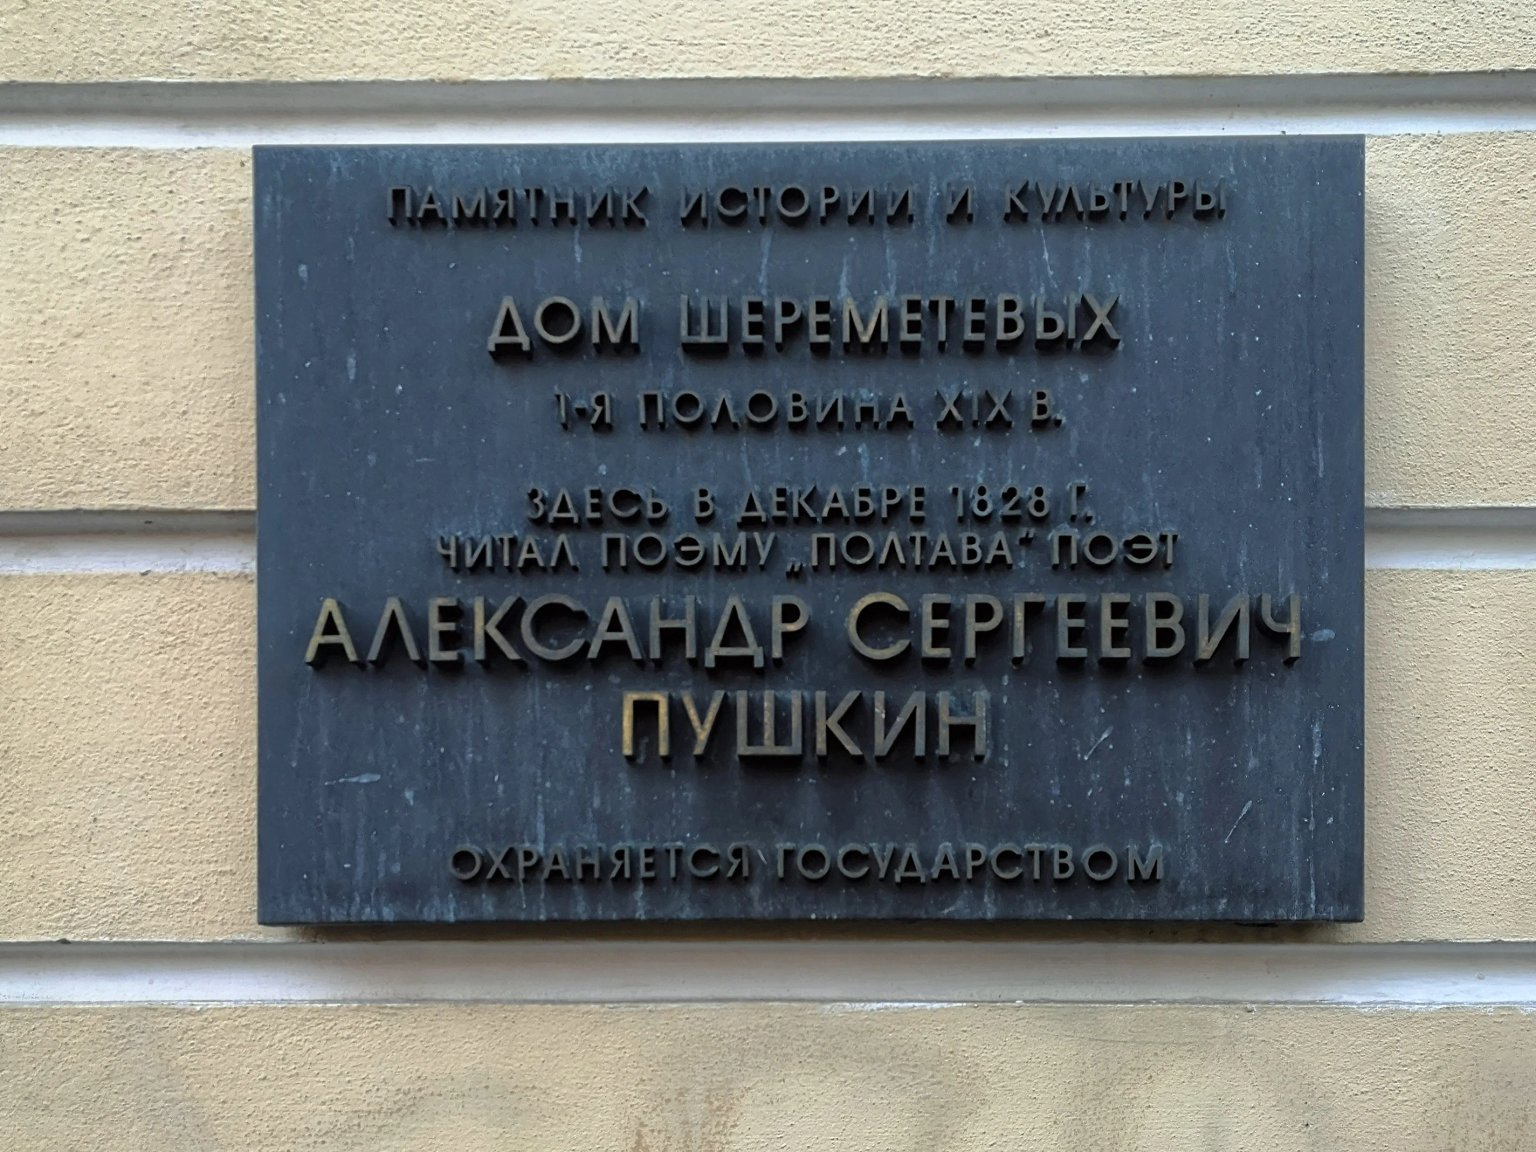 ПАМЯТНИК ИСТОРИИ И КУЛЬТУРЫ
ДОМ ШЕРЕМЕТЕВЫХ
1-Я ПОЛОВИНА XIX В.
ЗДЕСЬ В ДЕКАБРЕ 1828 Г.
ЧИТАЛ ПОЭМУ „ПОЛТАВА“ ПОЭТ
АЛЕКСАНДР СЕРГЕЕВИЧ
ПУШКИН
ОХРАНЯЕТСЯ ГОСУДАРСТВОМ